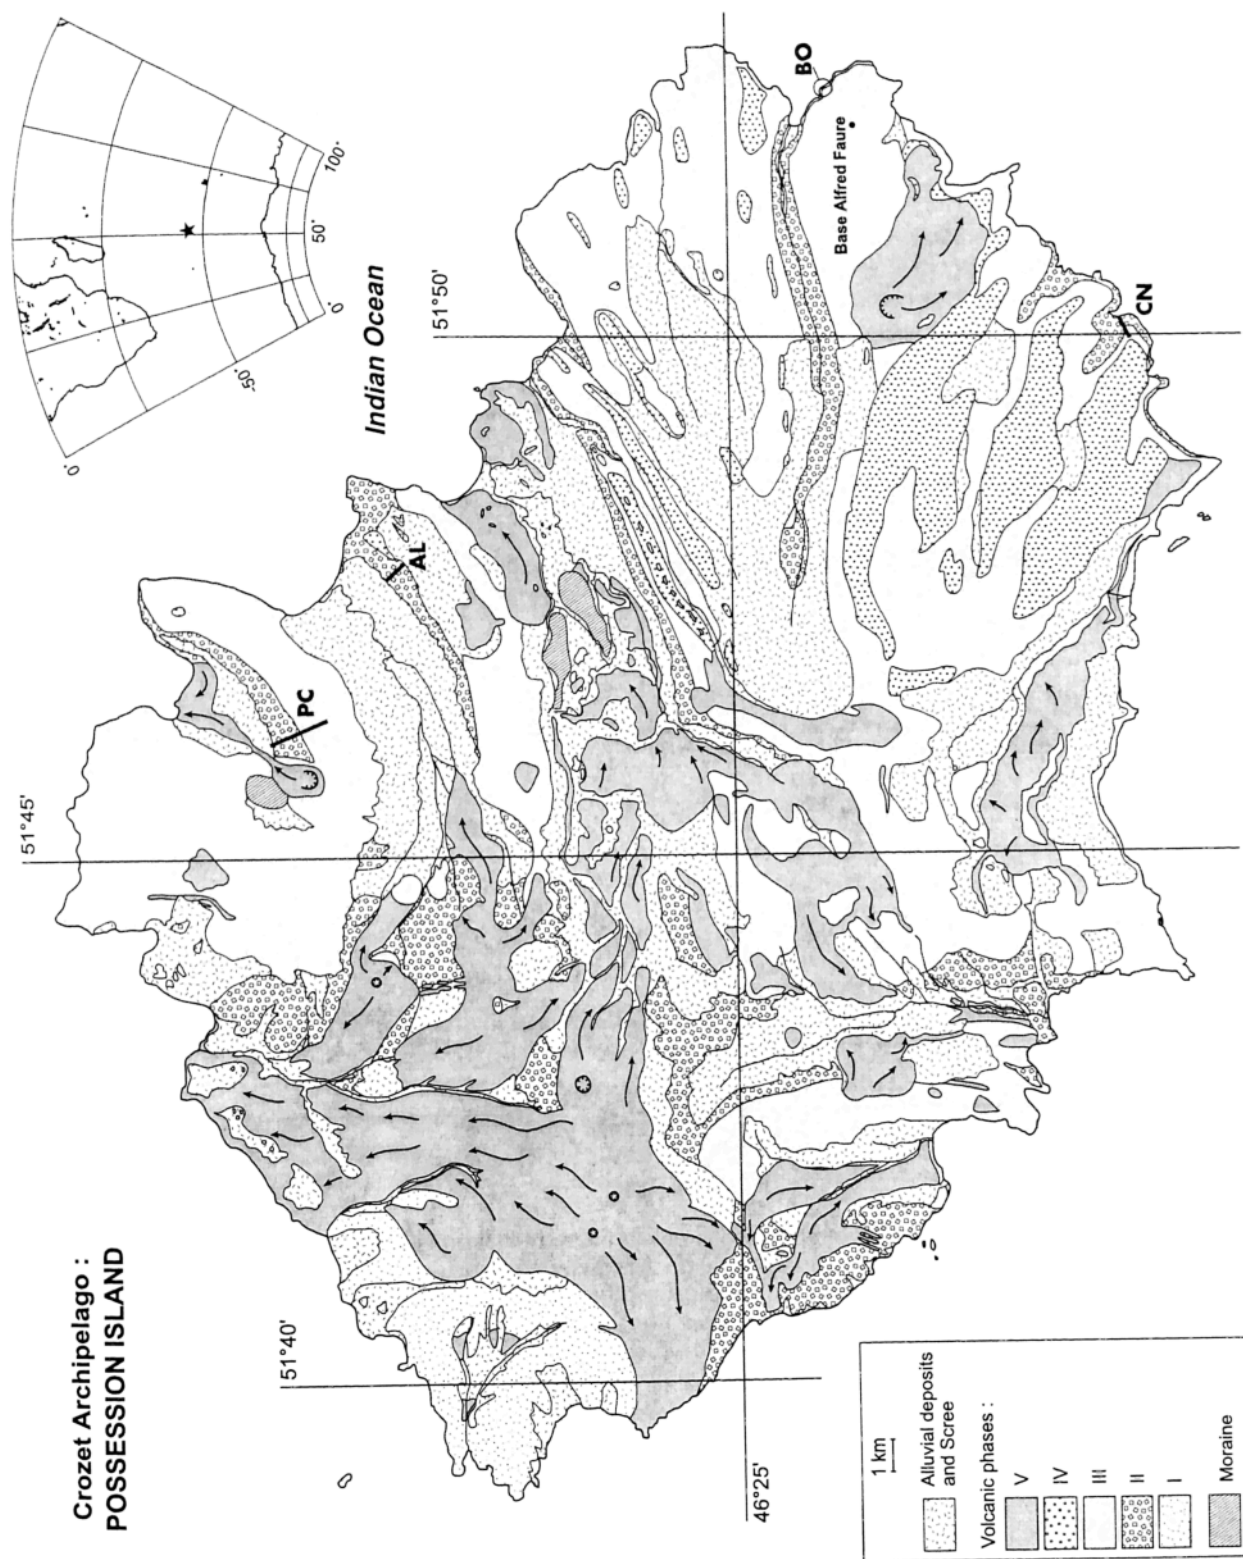 Crozet Archipelago :
POSSESSION ISLAND
0°
50°
0°
50°
100°
Indian Ocean
51°40'
51°45'
51°50'
46°25'
PC
AL
BO
Base Alfred Faure
CN
1 km
Alluvial deposits
and Scree
Volcanic phases :
V
IV
III
II
I
Moraine